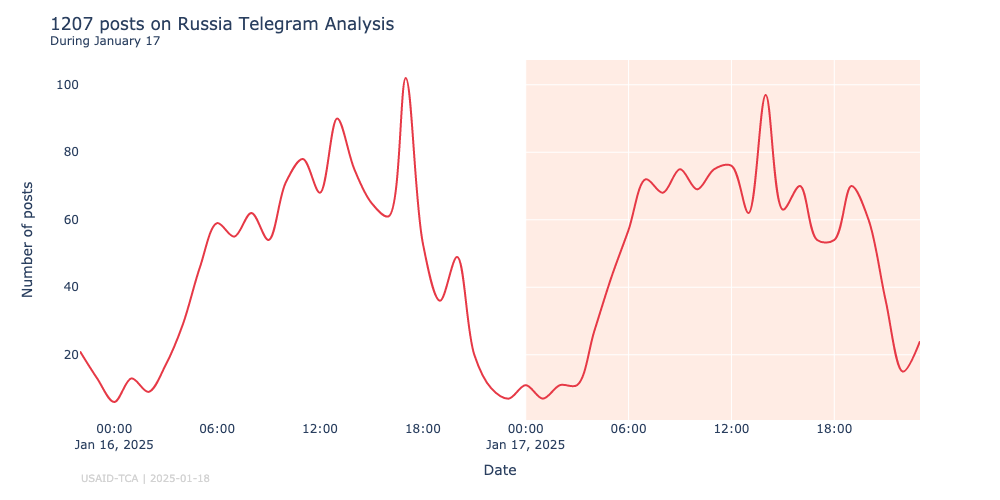 1207 posts on Russia Telegram Analysis
During January 17
Number of posts
100
80
60
40
20
00:00 06:00 12:00 18:00 00:00 06:00 12:00 18:00
Jan 16, 2025 Jan 17, 2025
Date
USAID-TCA | 2025-01-18